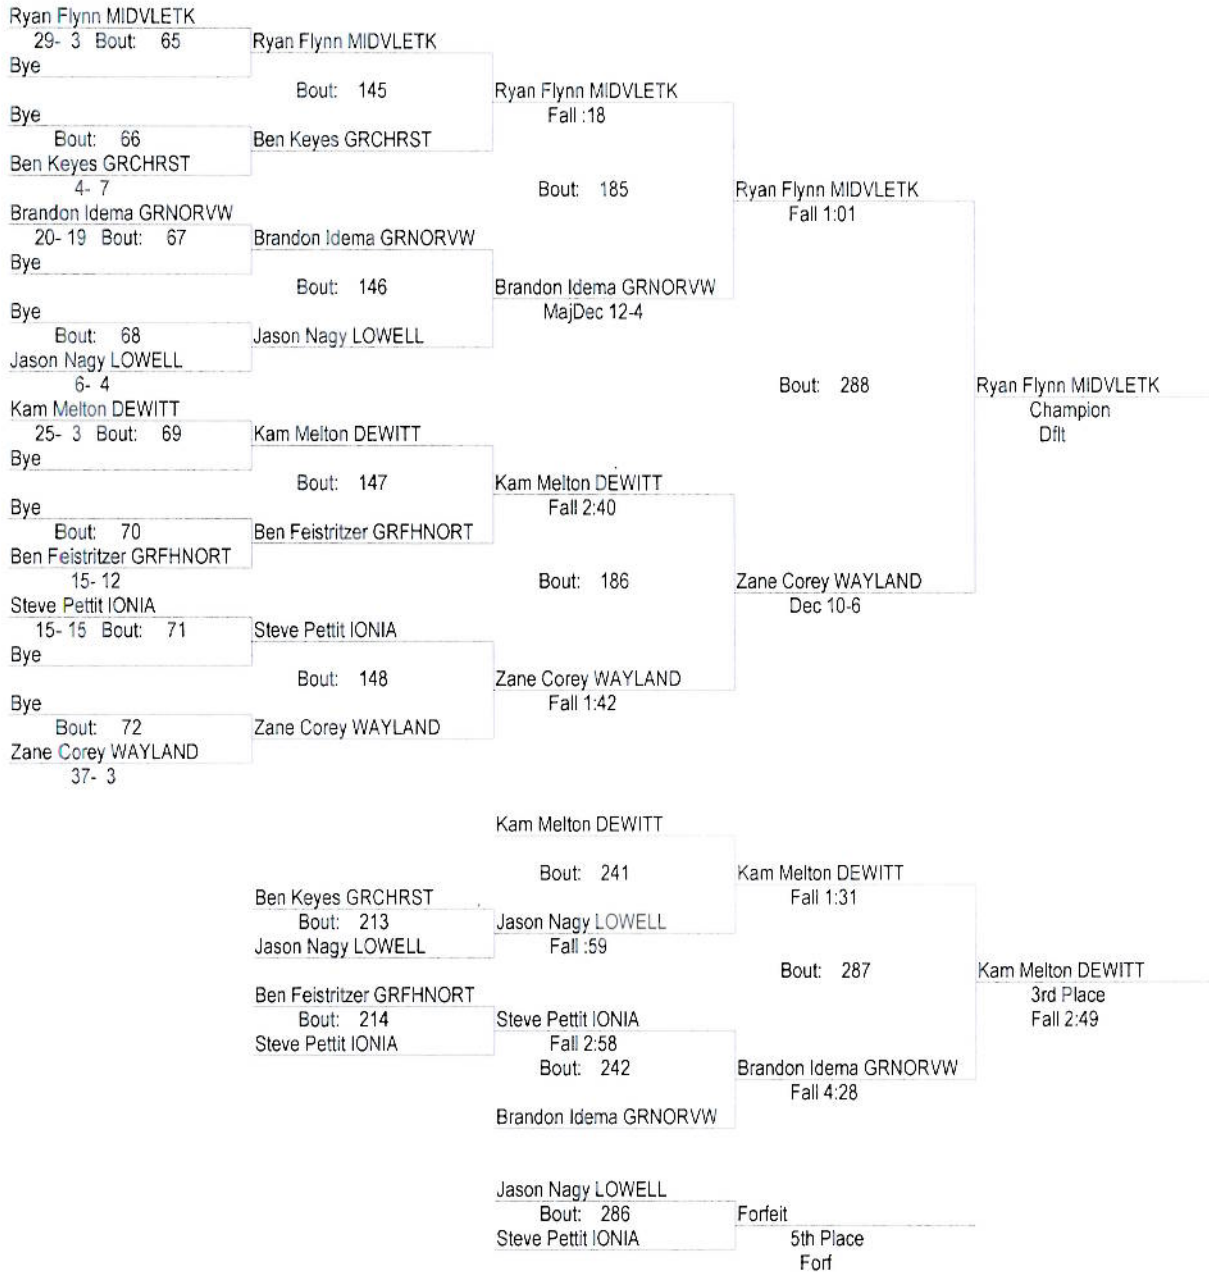 Ryan Flynn MIDVLETK
29- 3 Bout: 65
Bye
Bye
Bout: 66
Ben Keyes GRCHRST
4- 7
Brandon Idema GRNORVW
20- 19 Bout: 67
Bye
Bye
Bout: 68
Jason Nagy LOWELL
6- 4
Kam Melton DEWITT
25- 3 Bout: 69
Bye
Bye
Bout: 70
Ben Feistritzer GRFHNORT
15- 12
Steve Pettit IONIA
15- 15 Bout: 71
Bye
Bye
Bout: 72
Zane Corey WAYLAND
37- 3
Ryan Flynn MIDVLETK
Bout: 145
Ben Keyes GRCHRST
Brandon Idema GRNORVW
Bout: 146
Jason Nagy LOWELL
Kam Melton DEWITT
Bout: 147
Ben Feistritzer GRFHNORT
Steve Pettit IONIA
Bout: 148
Zane Corey WAYLAND
Ryan Flynn MIDVLETK
Fall :18
Bout: 185
Brandon Idema GRNORVW
MajDec 12-4
Kam Melton DEWITT
Fall 2:40
Bout: 186
Zane Corey WAYLAND
Fall 1:42
Ryan Flynn MIDVLETK
Fall 1:01
Bout: 288
Zane Corey WAYLAND
Dec 10-6
Ryan Flynn MIDVLETK
Champion
Dflt
Ben Keyes GRCHRST
Bout: 213
Jason Nagy LOWELL
Ben Feistritzer GRFHNORT
Bout: 214
Steve Pettit IONIA
Kam Melton DEWITT
Bout: 241
Jason Nagy LOWELL
Fall :59
Steve Pettit IONIA
Fall 2:58
Bout: 242
Brandon Idema GRNORVW
Kam Melton DEWITT
Fall 1:31
Bout: 287
Brandon Idema GRNORVW
Fall 4:28
Kam Melton DEWITT
3rd Place
Fall 2:49
Jason Nagy LOWELL
Bout: 286
Steve Pettit IONIA
Forfeit
5th Place
Forf